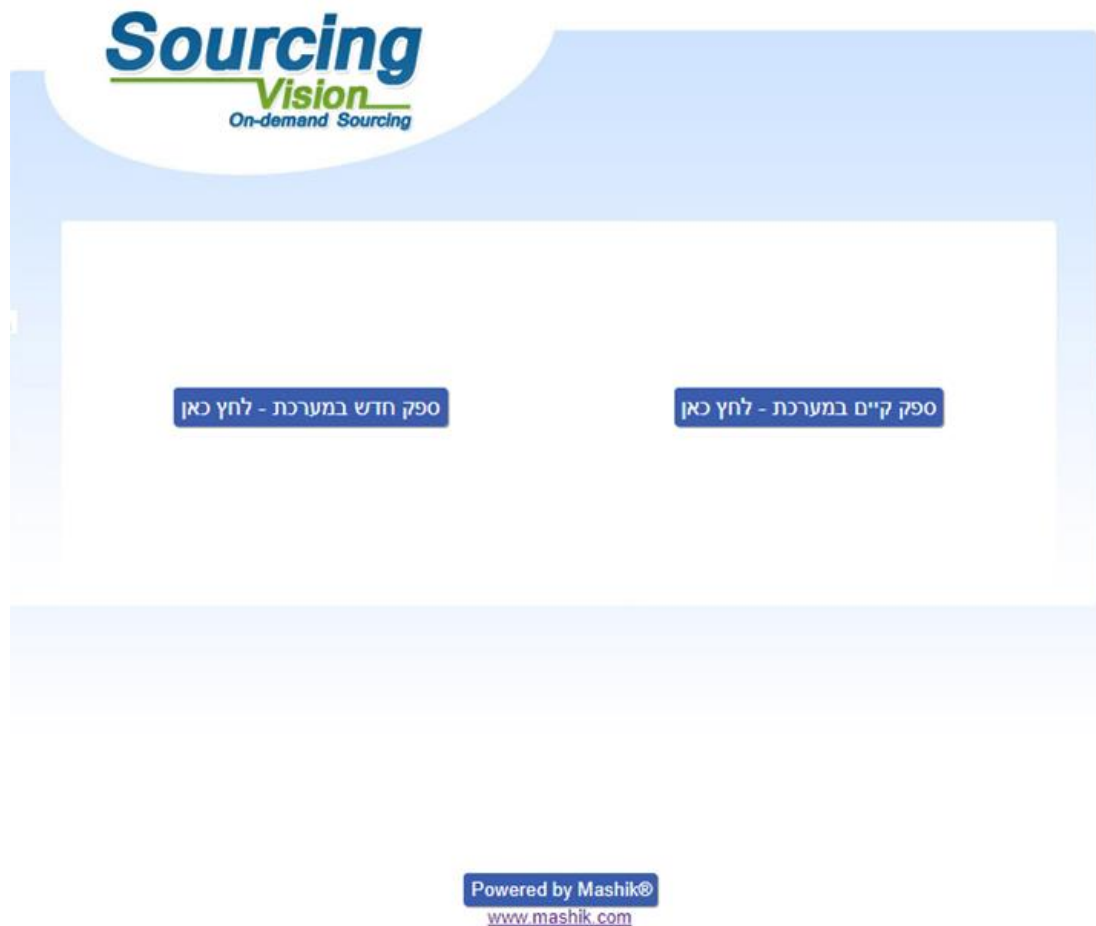 Sourcing
Vision
On-demand Sourcing
ספק קיים במערכת - לחץ כאן
ספק חדש במערכת - לחץ כאן
Powered by Mashik®
www.mashik.com